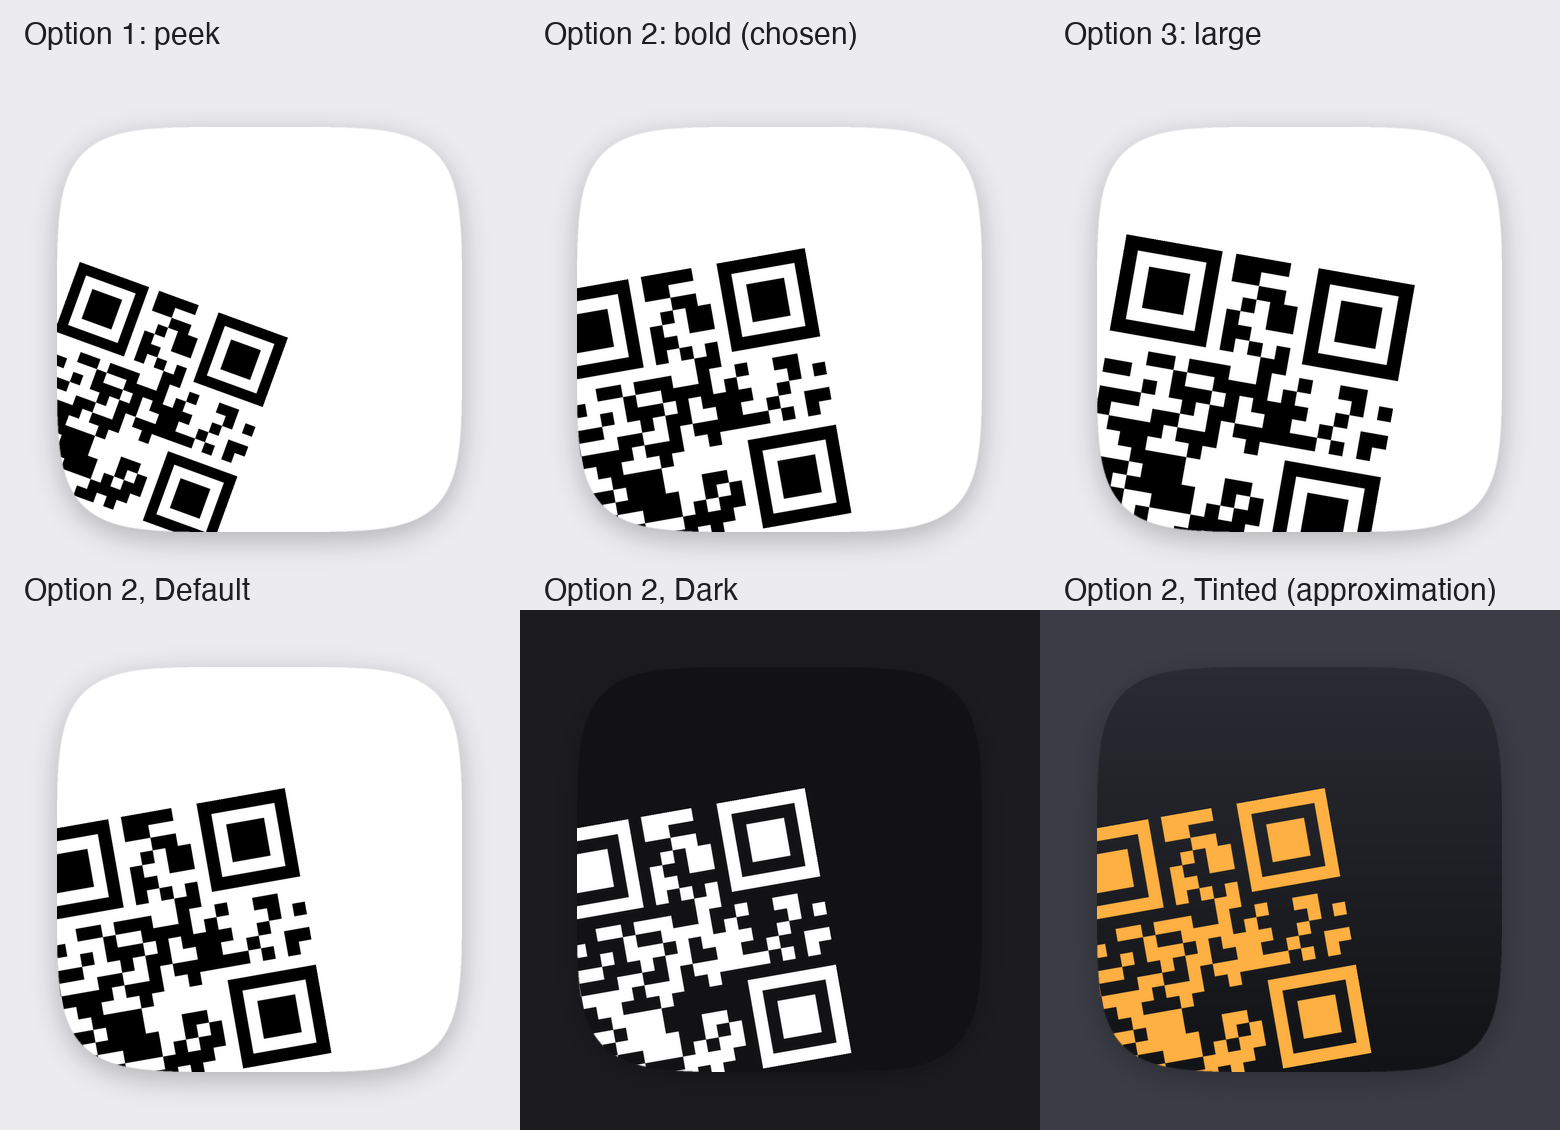 Option 1: peek
Option 2: bold (chosen)
Option 3: large
Option 2, Default
Option 2, Dark
Option 2, Tinted (approximation)